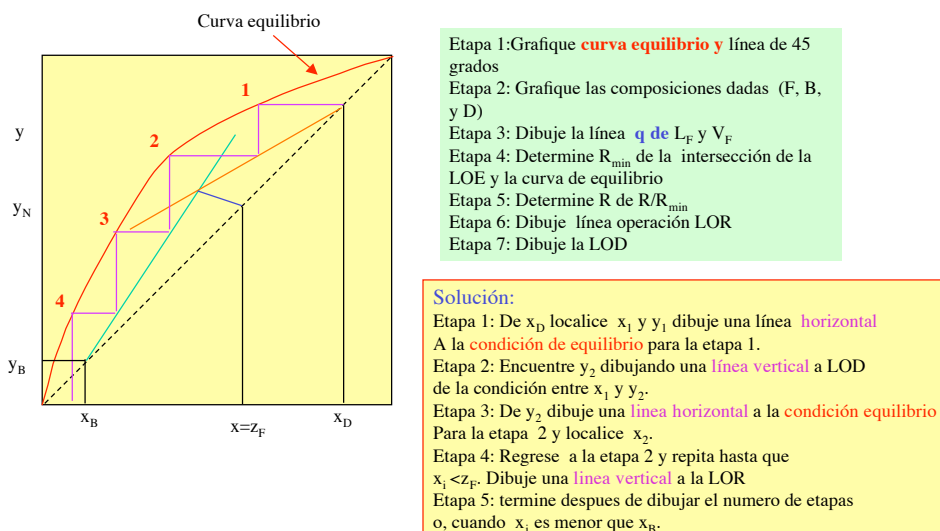 Curva equilibrio
1
y
2
y_N
3
4
y_B
x_B
x=z_F
x_D
Etapa 1:Grafique curva equilibrio y línea de 45
grados
Etapa 2: Grafique las composiciones dadas (F, B,
y D)
Etapa 3: Dibuje la línea q de L_F y V_F
Etapa 4: Determine R_min de la intersección de la
LOE y la curva de equilibrio
Etapa 5: Determine R de R/R_min
Etapa 6: Dibuje línea operación LOR
Etapa 7: Dibuje la LOD
Solución:
Etapa 1: De x_D localice x_1 y y_1 dibuje una línea horizontal
A la condición de equilibrio para la etapa 1.
Etapa 2: Encuentre y_2 dibujando una línea vertical a LOD
de la condición entre x_1 y y_2.
Etapa 3: De y_2 dibuje una linea horizontal a la condición equilibrio
Para la etapa 2 y localice x_2.
Etapa 4: Regrese a la etapa 2 y repita hasta que
x_i <z_F. Dibuje una linea vertical a la LOR
Etapa 5: termine despues de dibujar el numero de etapas
o, cuando x_i es menor que x_B.